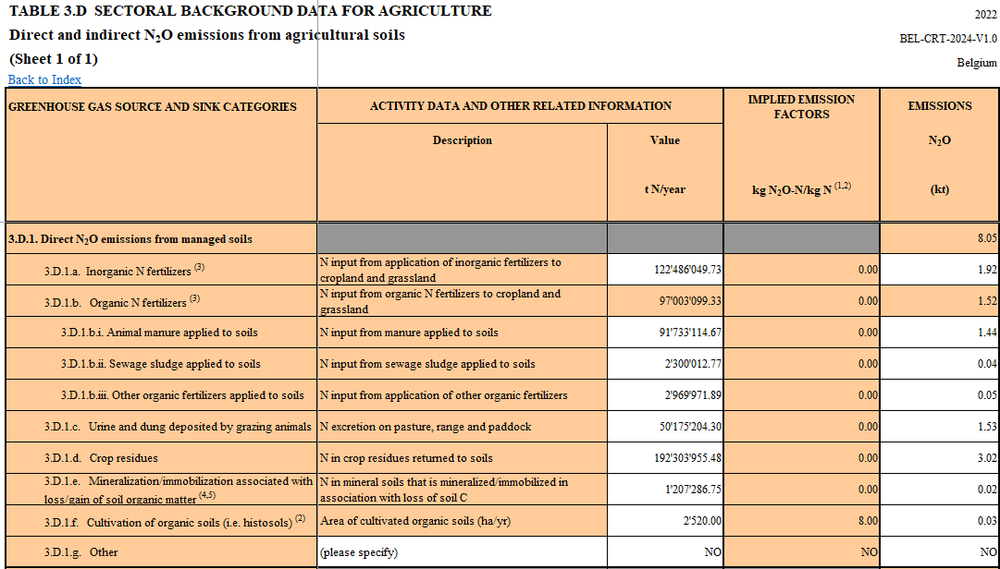 TABLE 3.D SECTORAL BACKGROUND DATA FOR AGRICULTURE
2022
Direct and indirect N₂O emissions from agricultural soils
BEL-CRT-2024-V1.0
(Sheet 1 of 1)
Belgium
Back to Index
GREENHOUSE GAS SOURCE AND SINK CATEGORIES
ACTIVITY DATA AND OTHER RELATED INFORMATION
IMPLIED EMISSION
FACTORS
EMISSIONS
Description
Value
N₂O
t N/year
kg N₂O-N/kg N (1,2)
(kt)
3.D.1. Direct N₂O emissions from managed soils
8.05
3.D.1.a. Inorganic N fertilizers (3)
N input from application of inorganic fertilizers to
cropland and grassland
122'486'049.73
0.00
1.92
3.D.1.b. Organic N fertilizers (3)
N input from organic N fertilizers to cropland and
grassland
97'003'099.33
0.00
1.52
3.D.1.b.i. Animal manure applied to soils
N input from manure applied to soils
91'733'114.67
0.00
1.44
3.D.1.b.ii. Sewage sludge applied to soils
N input from sewage sludge applied to soils
2'300'012.77
0.00
0.04
3.D.1.b.iii. Other organic fertilizers applied to soils
N input from application of other organic fertilizers
2'969'971.89
0.00
0.05
3.D.1.c. Urine and dung deposited by grazing animals
N excretion on pasture, range and paddock
50'175'204.30
0.00
1.53
3.D.1.d. Crop residues
N in crop residues returned to soils
192'303'955.48
0.00
3.02
3.D.1.e. Mineralization/immobilization associated with
loss/gain of soil organic matter (4,5)
N in mineral soils that is mineralized/immobilized in
association with loss of soil C
1'207'286.75
0.00
0.02
3.D.1.f. Cultivation of organic soils (i.e. histosols) (2)
Area of cultivated organic soils (ha/yr)
2'520.00
8.00
0.03
3.D.1.g. Other
(please specify)
NO
NO
NO